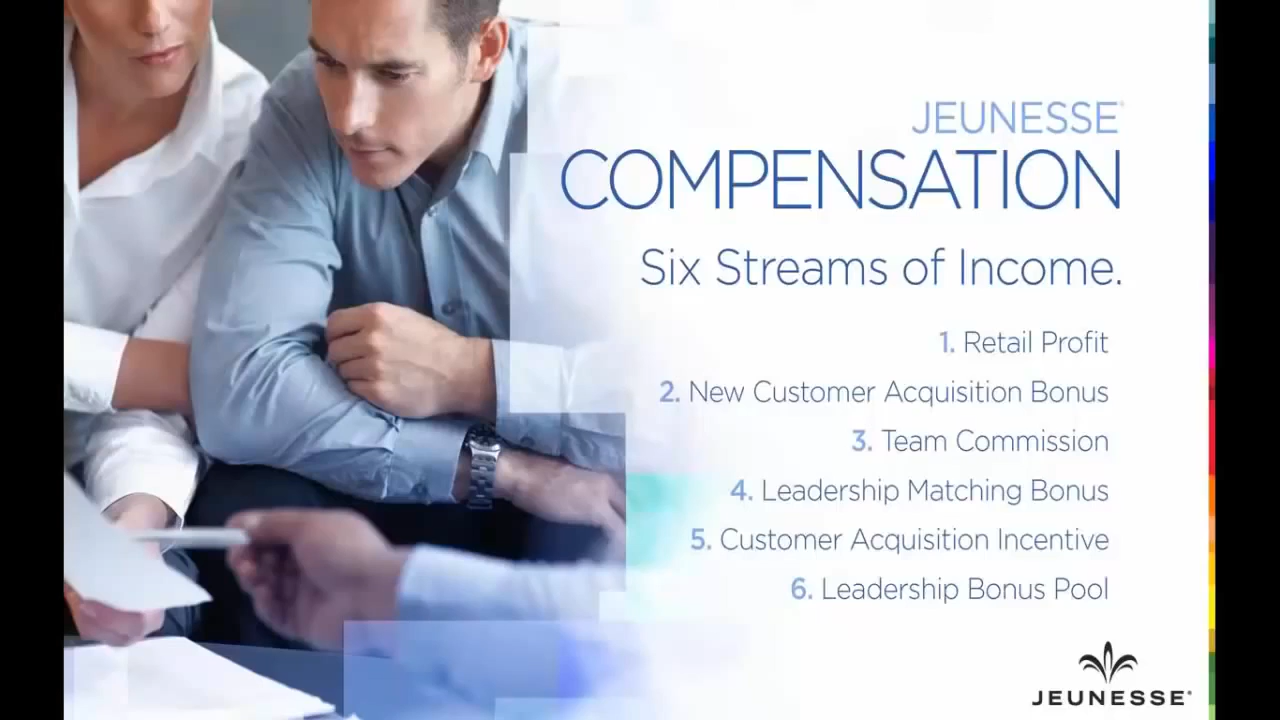 JEUNESSE®
COMPENSATION
Six Streams of Income.
1. Retail Profit
2. New Customer Acquisition Bonus
3. Team Commission
4. Leadership Matching Bonus
5. Customer Acquisition Incentive
6. Leadership Bonus Pool
JEUNESSE®